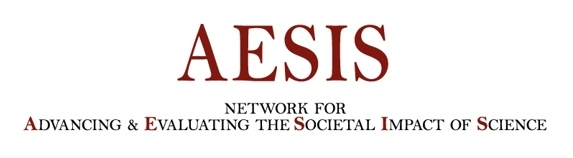 AESIS
NETWORK FOR
ADVANCING & EVALUATING THE SOCIETAL IMPACT OF SCIENCE